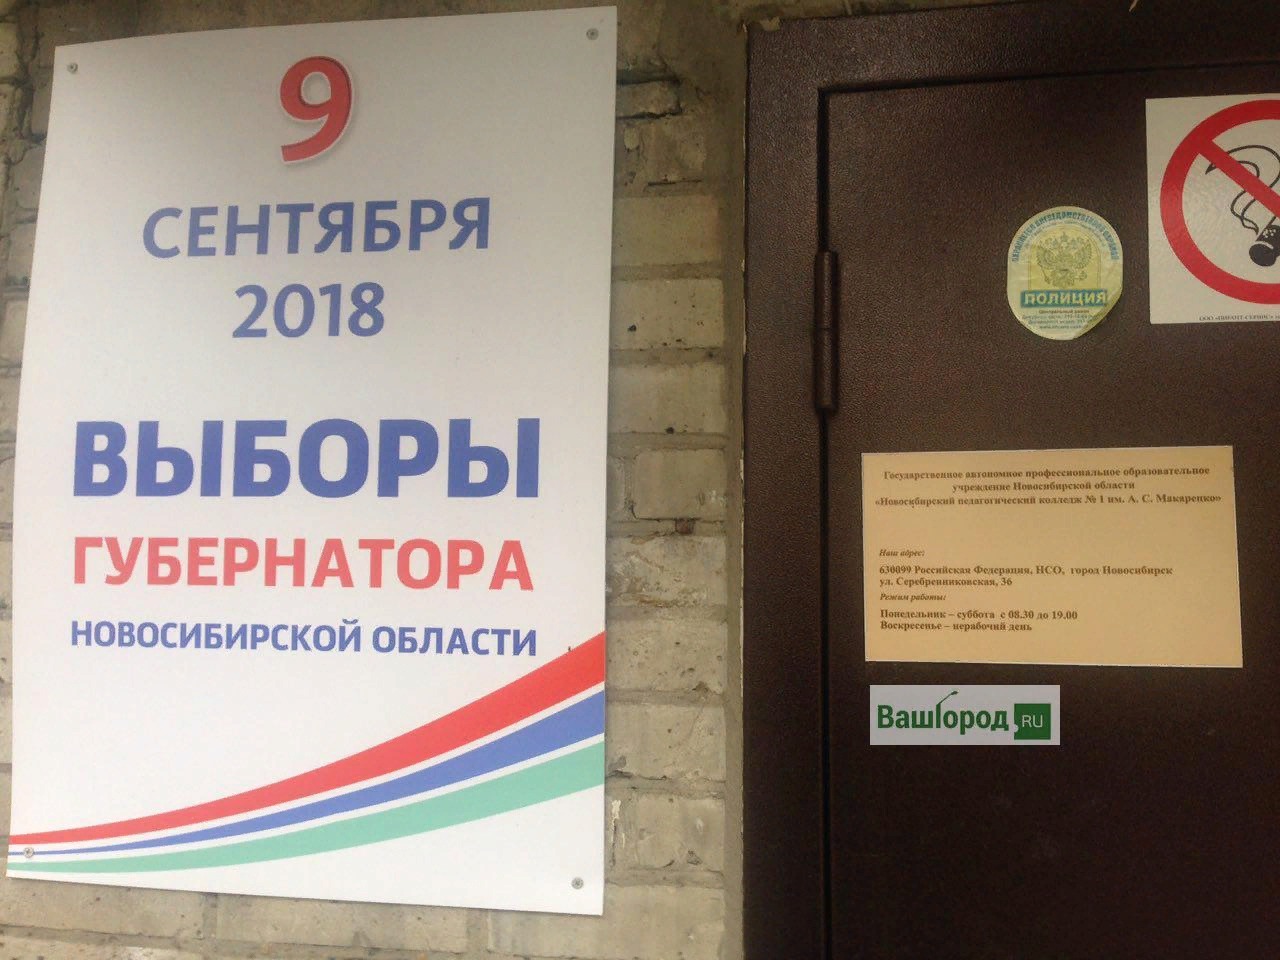 9
СЕНТЯБРЯ
2018
ВЫБОРЫ
ГУБЕРНАТОРА
НОВОСИБИРСКОЙ ОБЛАСТИ
ПОЛИЦИЯ
Центральный район
Государственное автономное профессиональное образовательное
учреждение Новосибирской области
«Новосибирский педагогический колледж № 1 им. А. С. Макаренко»
Наш адрес:
630099 Российская Федерация, НСО, город Новосибирск
ул. Серебренниковская, 36
Режим работы:
Понедельник – суббота с 08.30 до 19.00
Воскресенье – нерабочий день
ВашГород.RU